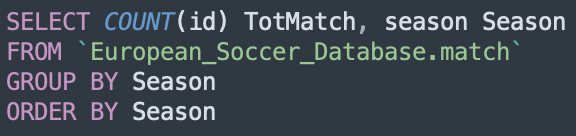 SELECT COUNT(id) TotMatch, season Season
FROM `European_Soccer_Database.match`
GROUP BY Season
ORDER BY Season